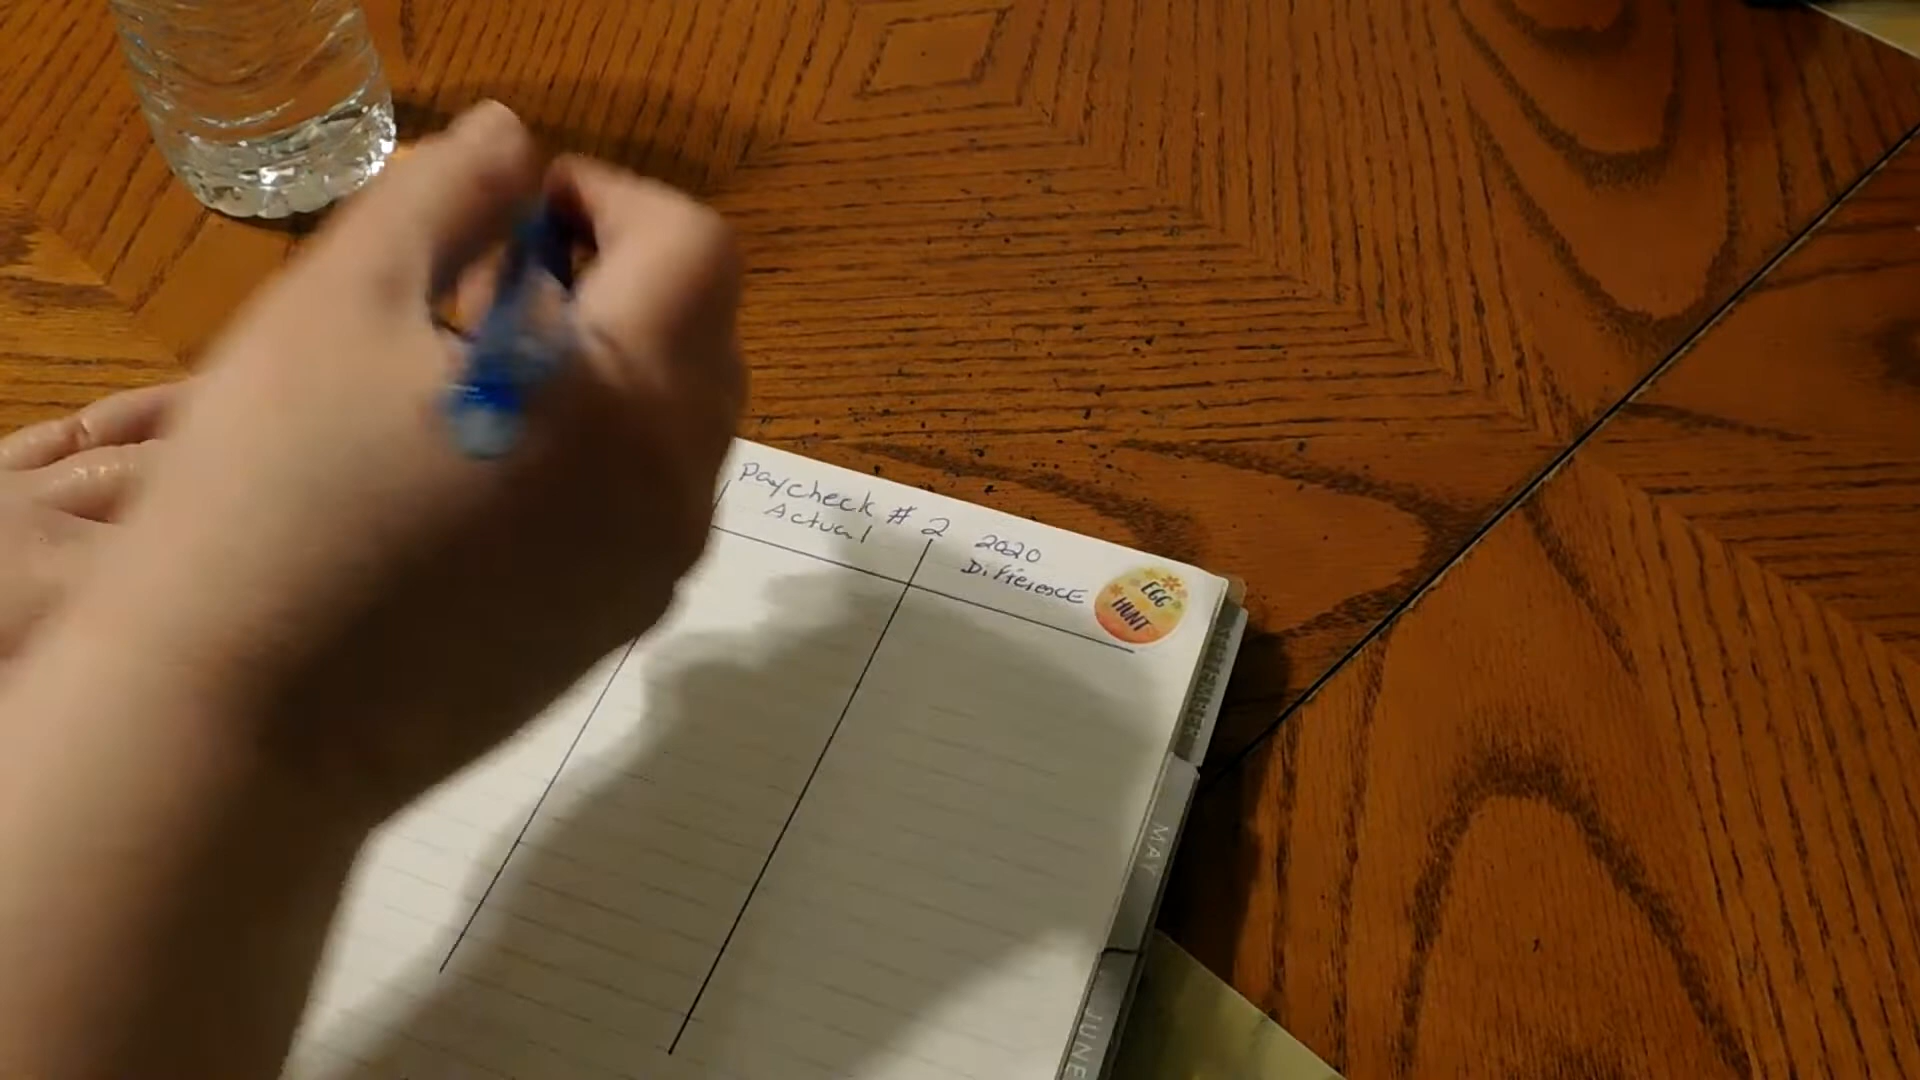 Paycheck # 2 2020
Actual
DiffeRence
EGG
HUNT
MAY
JUNE